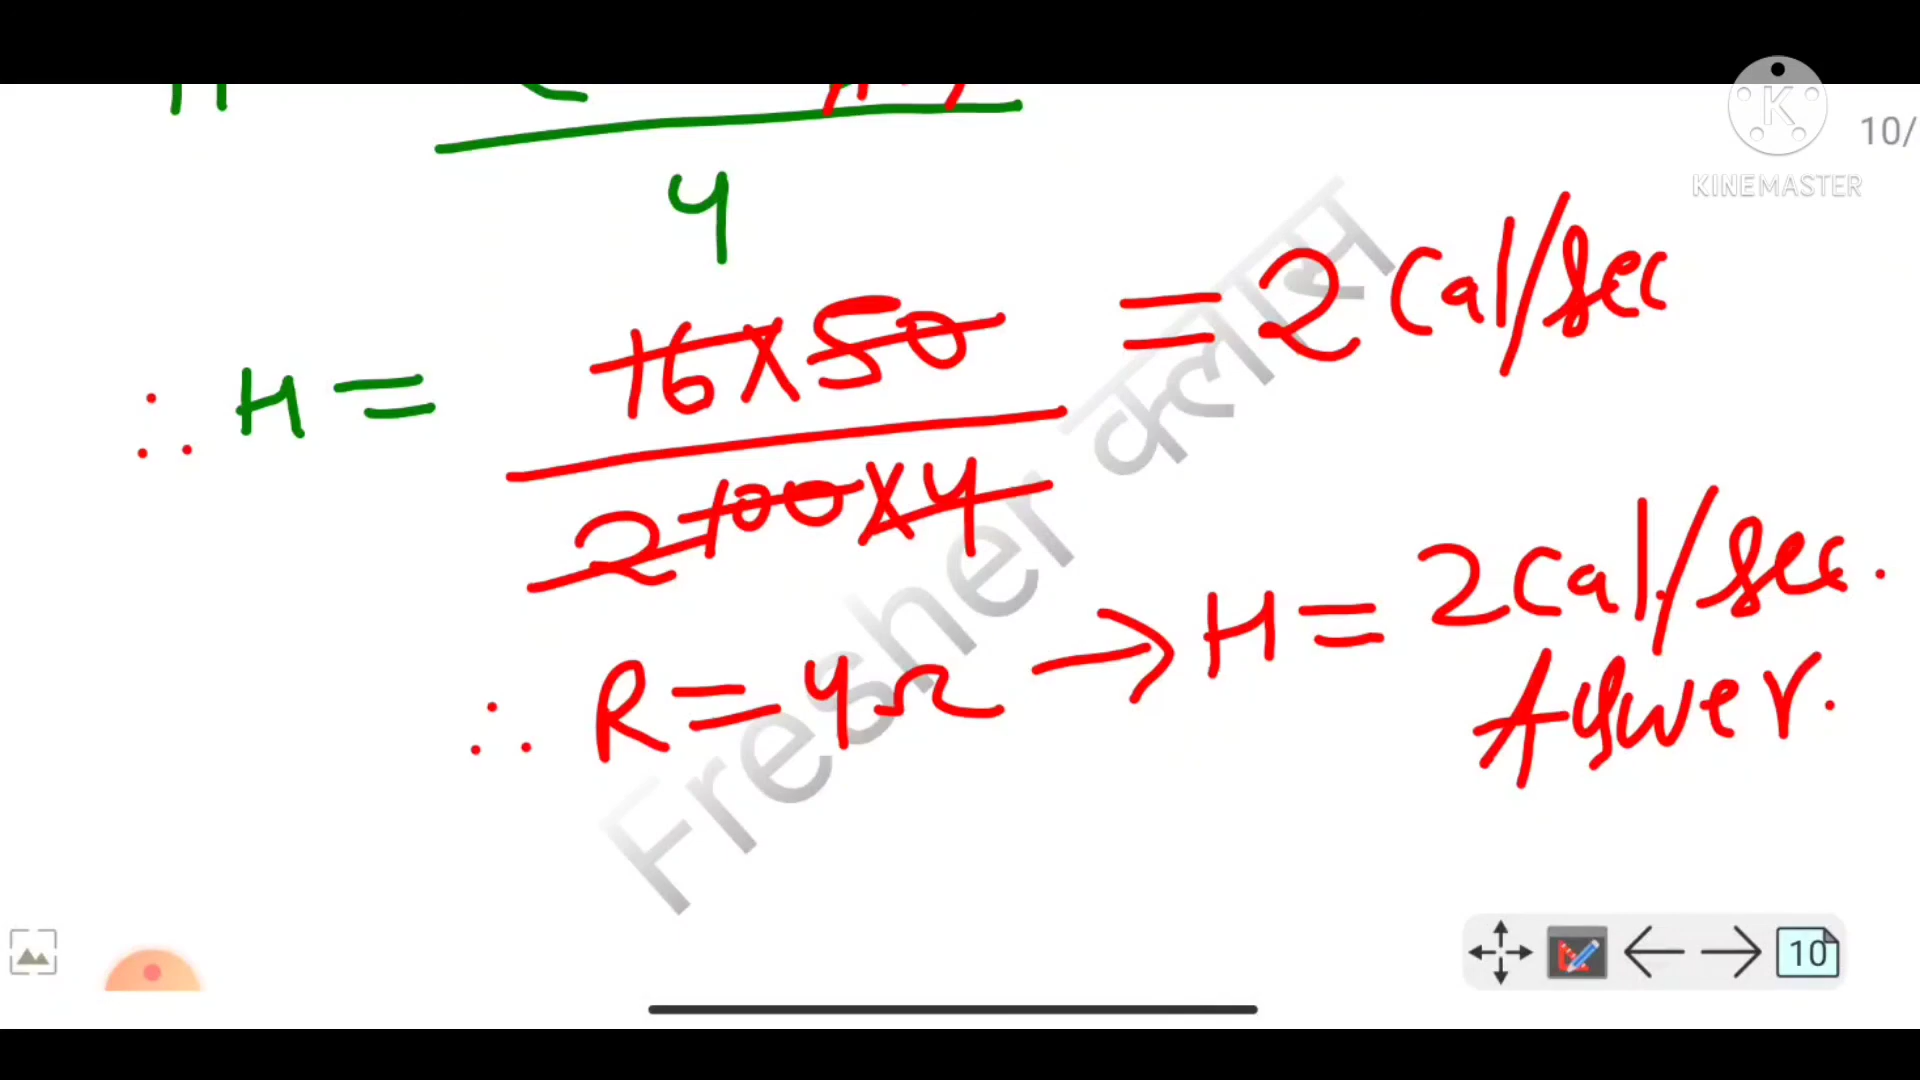 10/
KINEMASTER
4
∴ H = 16×50 / 2100×4 = 2 Cal/sec
∴ R = 4Ω → H = 2 Cal/sec.
Answer.
Fresher क्लास
10